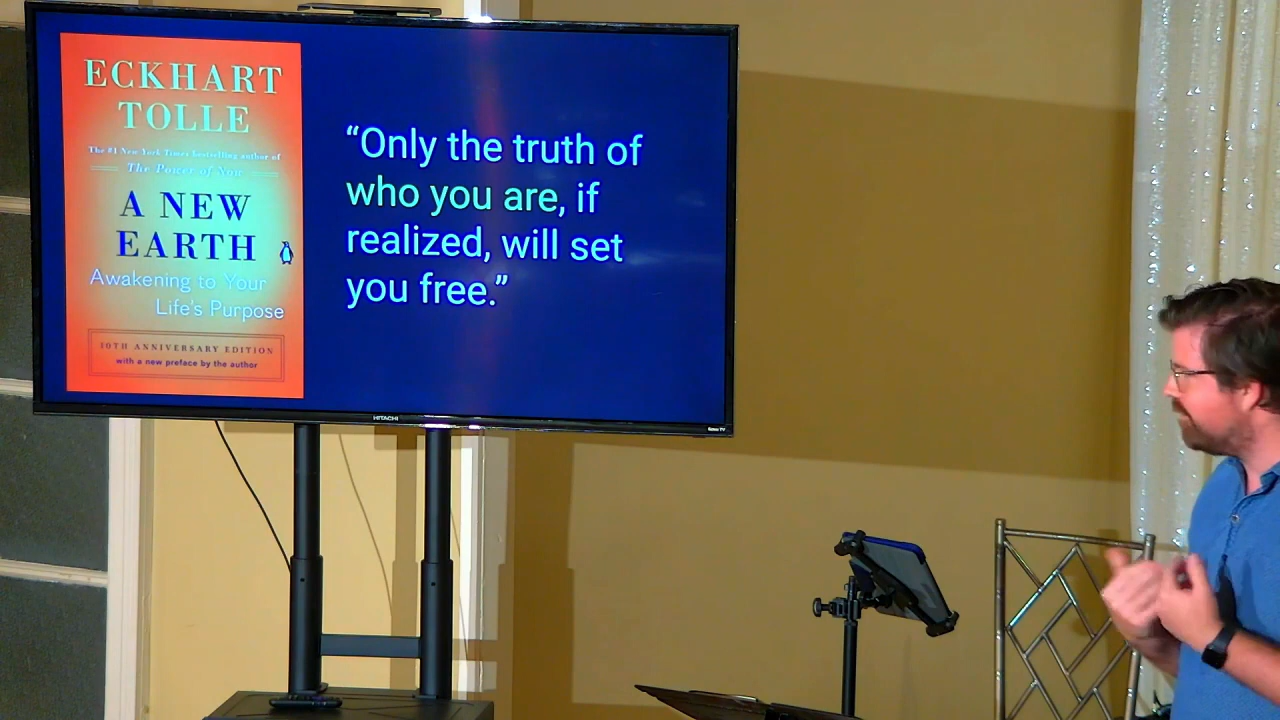 ECKHART
TOLLE
The #1 New York Times bestselling author of
The Power of Now
A NEW
EARTH
Awakening to Your
Life's Purpose
10TH ANNIVERSARY EDITION
with a new preface by the author
“Only the truth of
who you are, if
realized, will set
you free.”
HITACHI
Roku TV